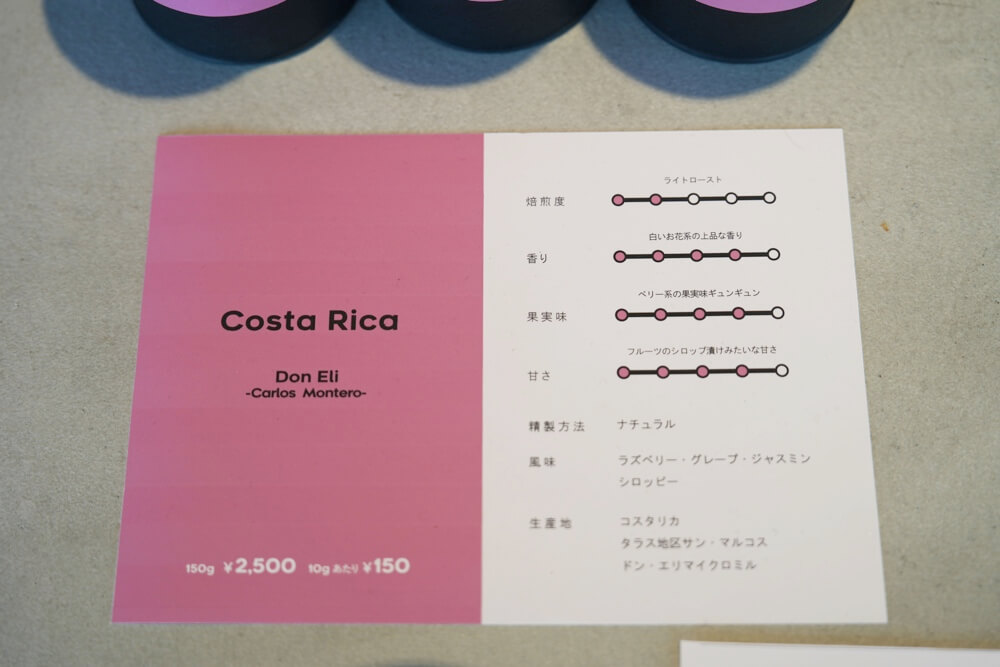 Costa Rica
Don Eli
-Carlos Montero-
150g ¥2,500 10gあたり¥150
ライトロースト
焙煎度
白いお花系の上品な香り
香り
ベリー系の果実味ギュンギュン
果実味
フルーツのシロップ漬けみたいな甘さ
甘さ
精製方法 ナチュラル
風味 ラズベリー・グレープ・ジャスミン
シロッピー
生産地 コスタリカ
タラス地区サン・マルコス
ドン・エリマイクロミル